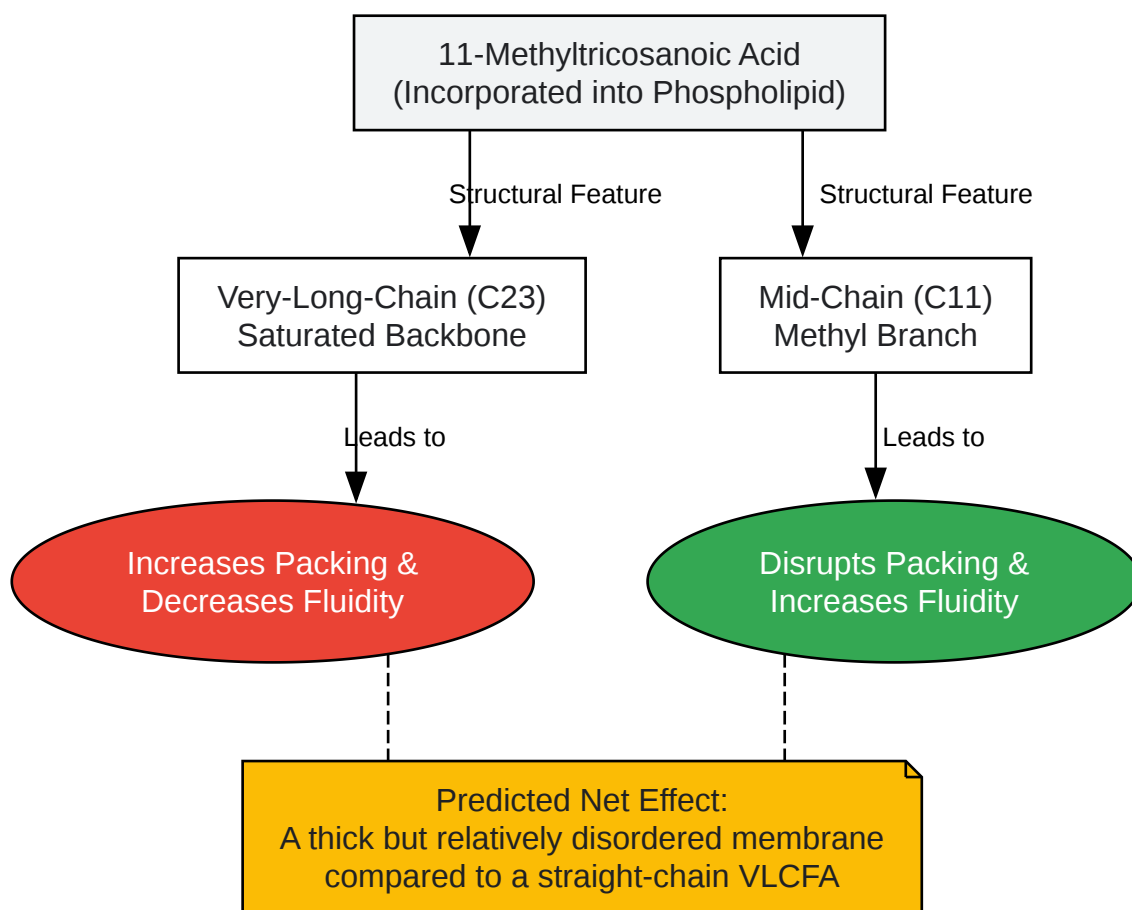 11-Methyltricosanoic Acid
(Incorporated into Phospholipid)
Structural Feature
Structural Feature
Very-Long-Chain (C23)
Saturated Backbone
Mid-Chain (C11)
Methyl Branch
Leads to
Leads to
Increases Packing &
Decreases Fluidity
Disrupts Packing &
Increases Fluidity
Predicted Net Effect:
A thick but relatively disordered membrane
compared to a straight-chain VLCFA